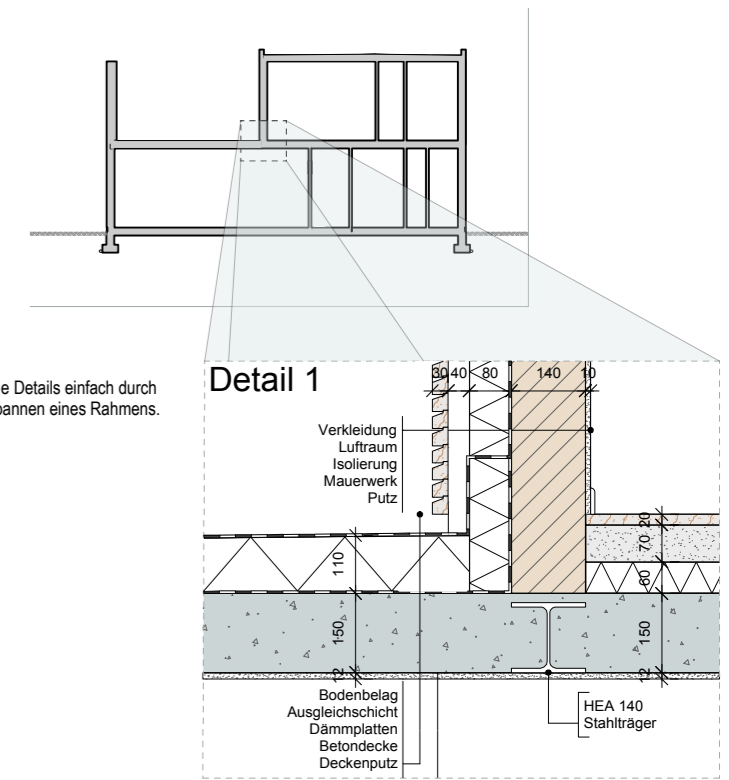 e Details einfach durch
pannen eines Rahmens.
Detail 1
30 40 80 140 10
Verkleidung
Luftraum
Isolierung
Mauerwerk
Putz
20
70
60
110
150
150
12
12
Bodenbelag
Ausgleichschicht
Dämmplatten
Betondecke
Deckenputz
HEA 140
Stahlträger